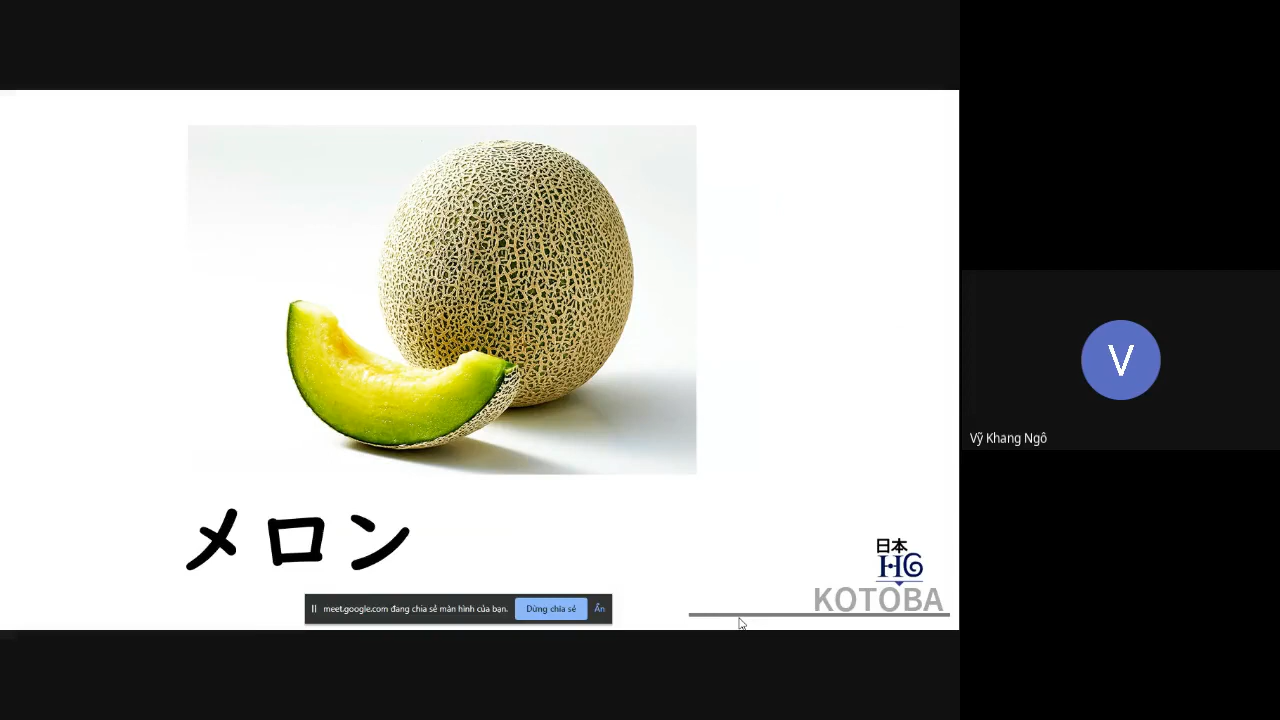 メロン
日本
HG
KOTOBA
meet.google.com đang chia sẻ màn hình của bạn.
Dừng chia sẻ
Ẩn
V
Vỹ Khang Ngô